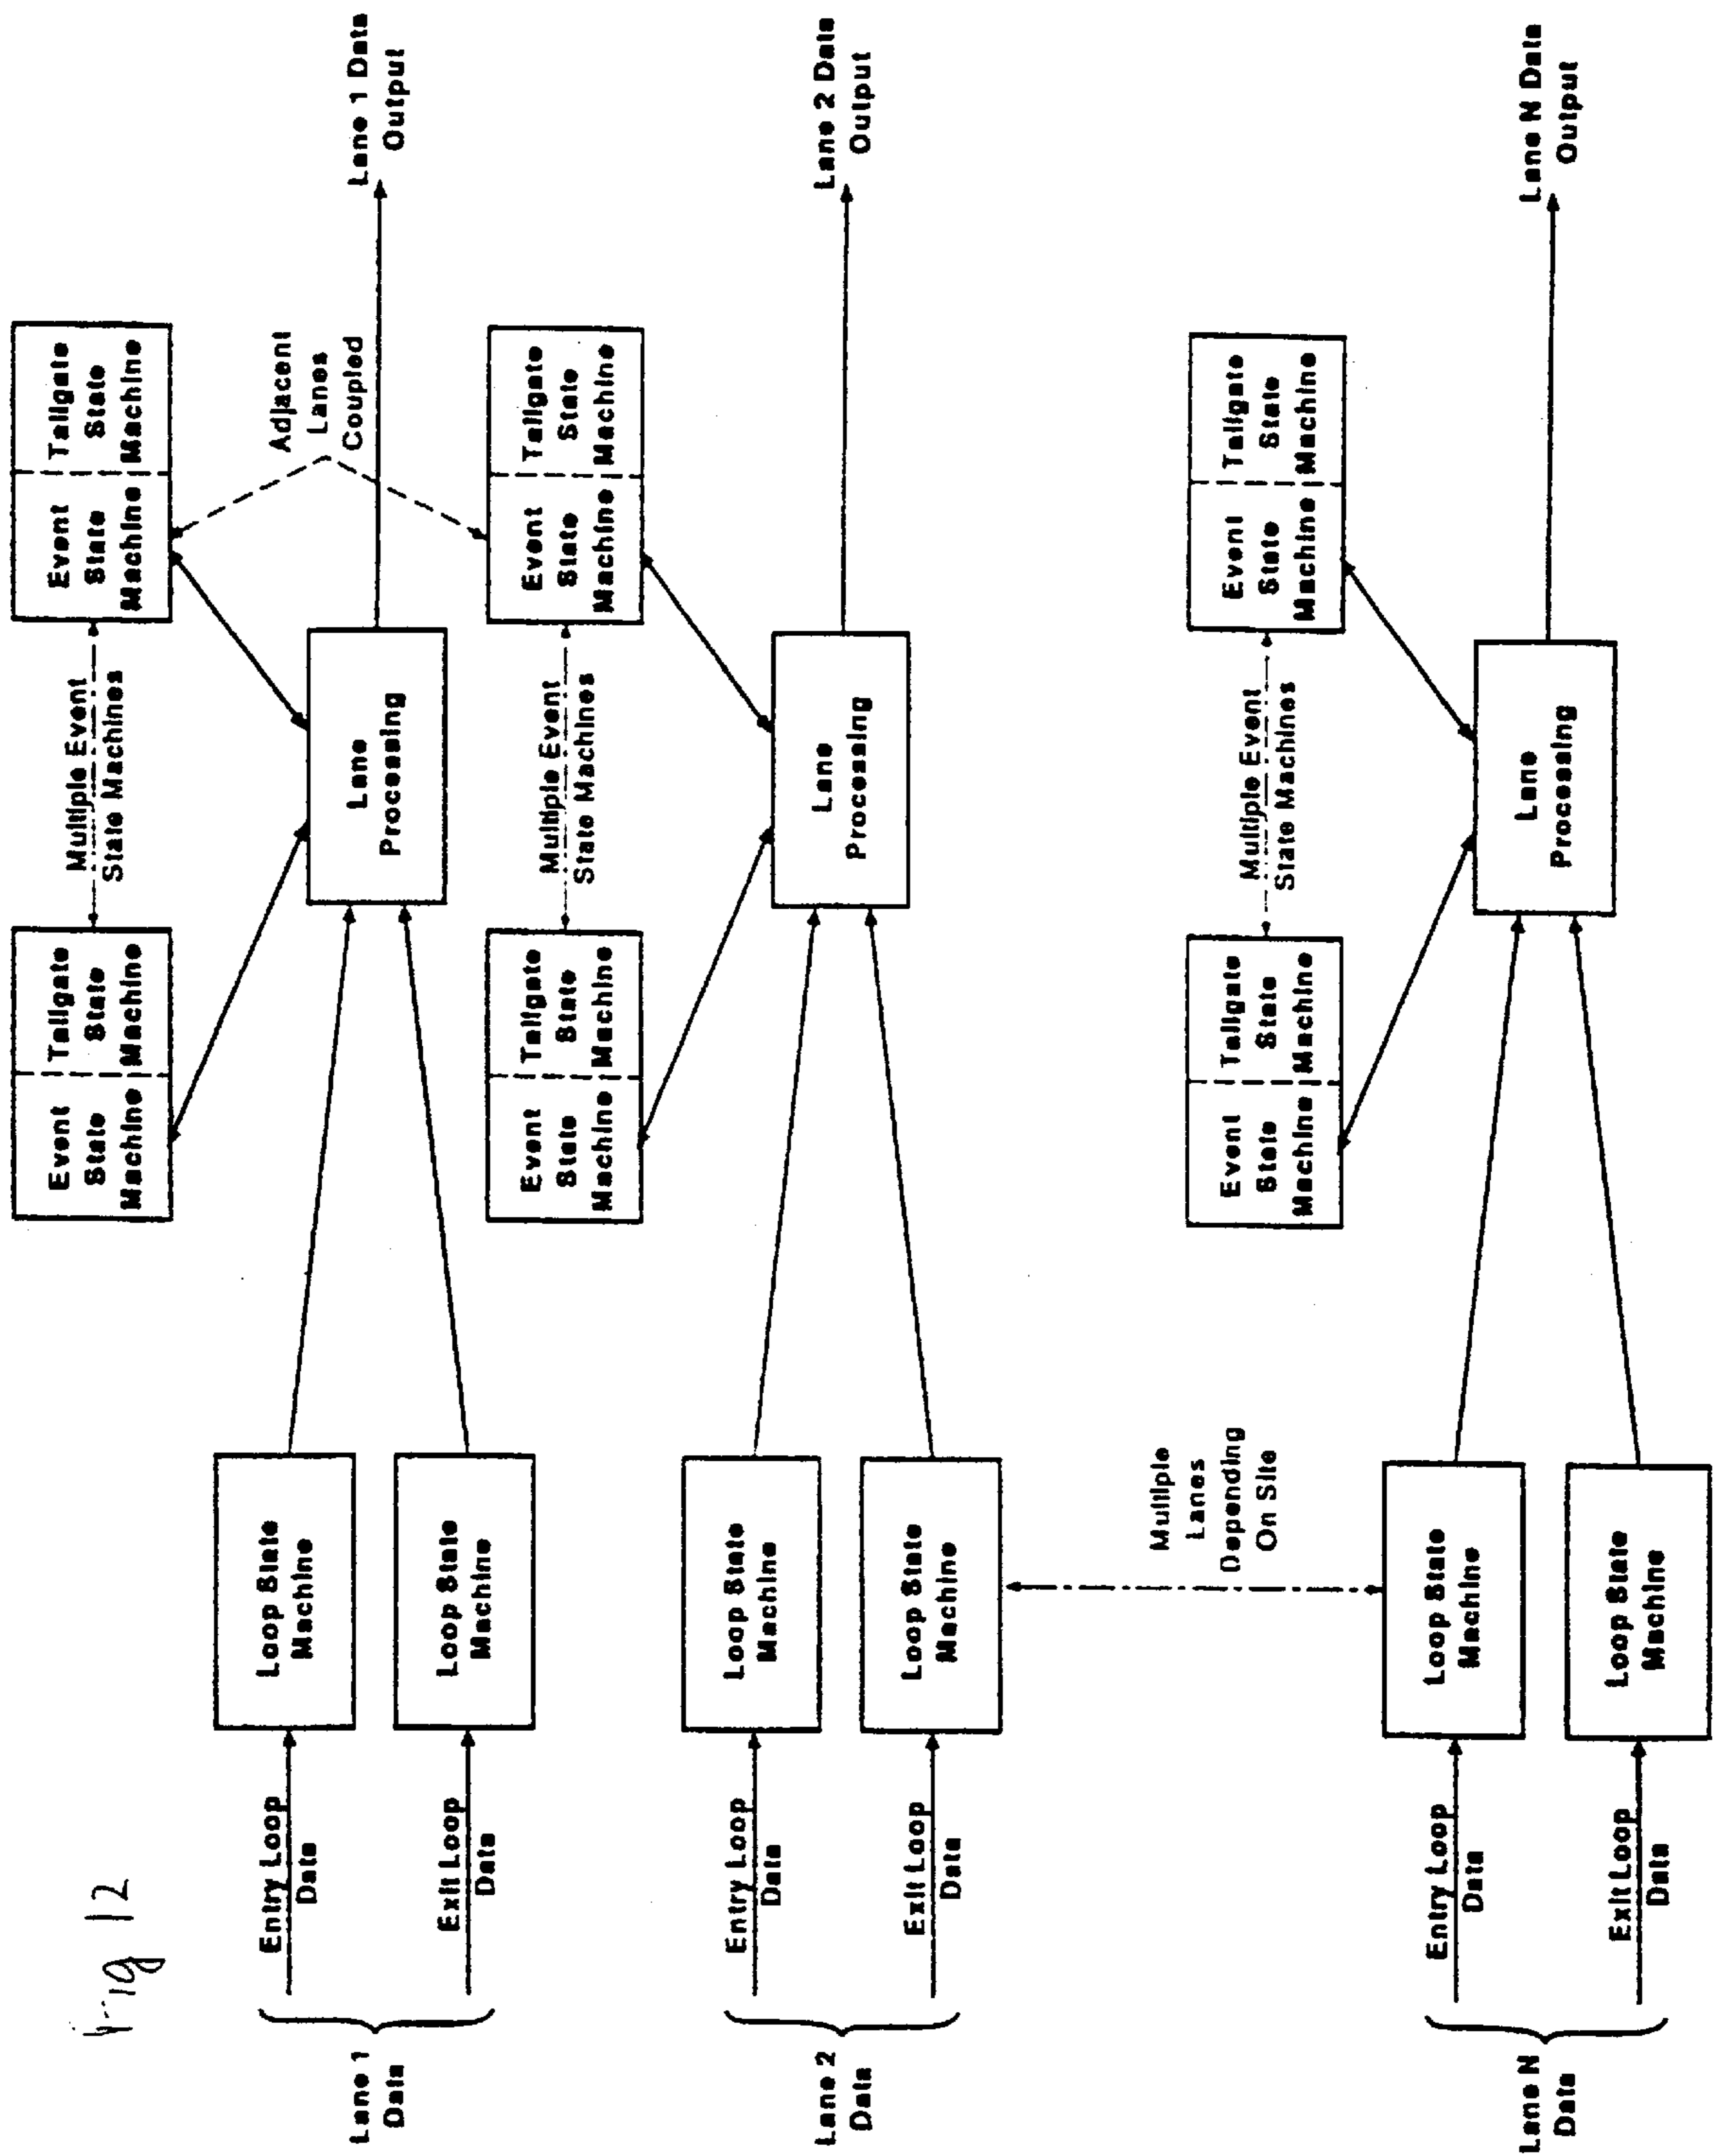 Fig 12
Lane 1
Data
Entry Loop
Data
Exit Loop
Data
Loop State
Machine
Loop State
Machine
Event
State
Machine
Tailgate
State
Machine
Multiple Event
State Machines
Event
State
Machine
Tailgate
State
Machine
Lane
Processing
Adjacent
Lanes
Coupled
Lane 1 Data
Output
Lane 2
Data
Entry Loop
Data
Exit Loop
Data
Loop State
Machine
Loop State
Machine
Event
State
Machine
Tailgate
State
Machine
Multiple Event
State Machines
Event
State
Machine
Tailgate
State
Machine
Lane
Processing
Lane 2 Data
Output
Multiple
Lanes
Depending
On Site
Lane N
Data
Entry Loop
Data
Exit Loop
Data
Loop State
Machine
Loop State
Machine
Event
State
Machine
Tailgate
State
Machine
Multiple Event
State Machines
Event
State
Machine
Tailgate
State
Machine
Lane
Processing
Lane N Data
Output